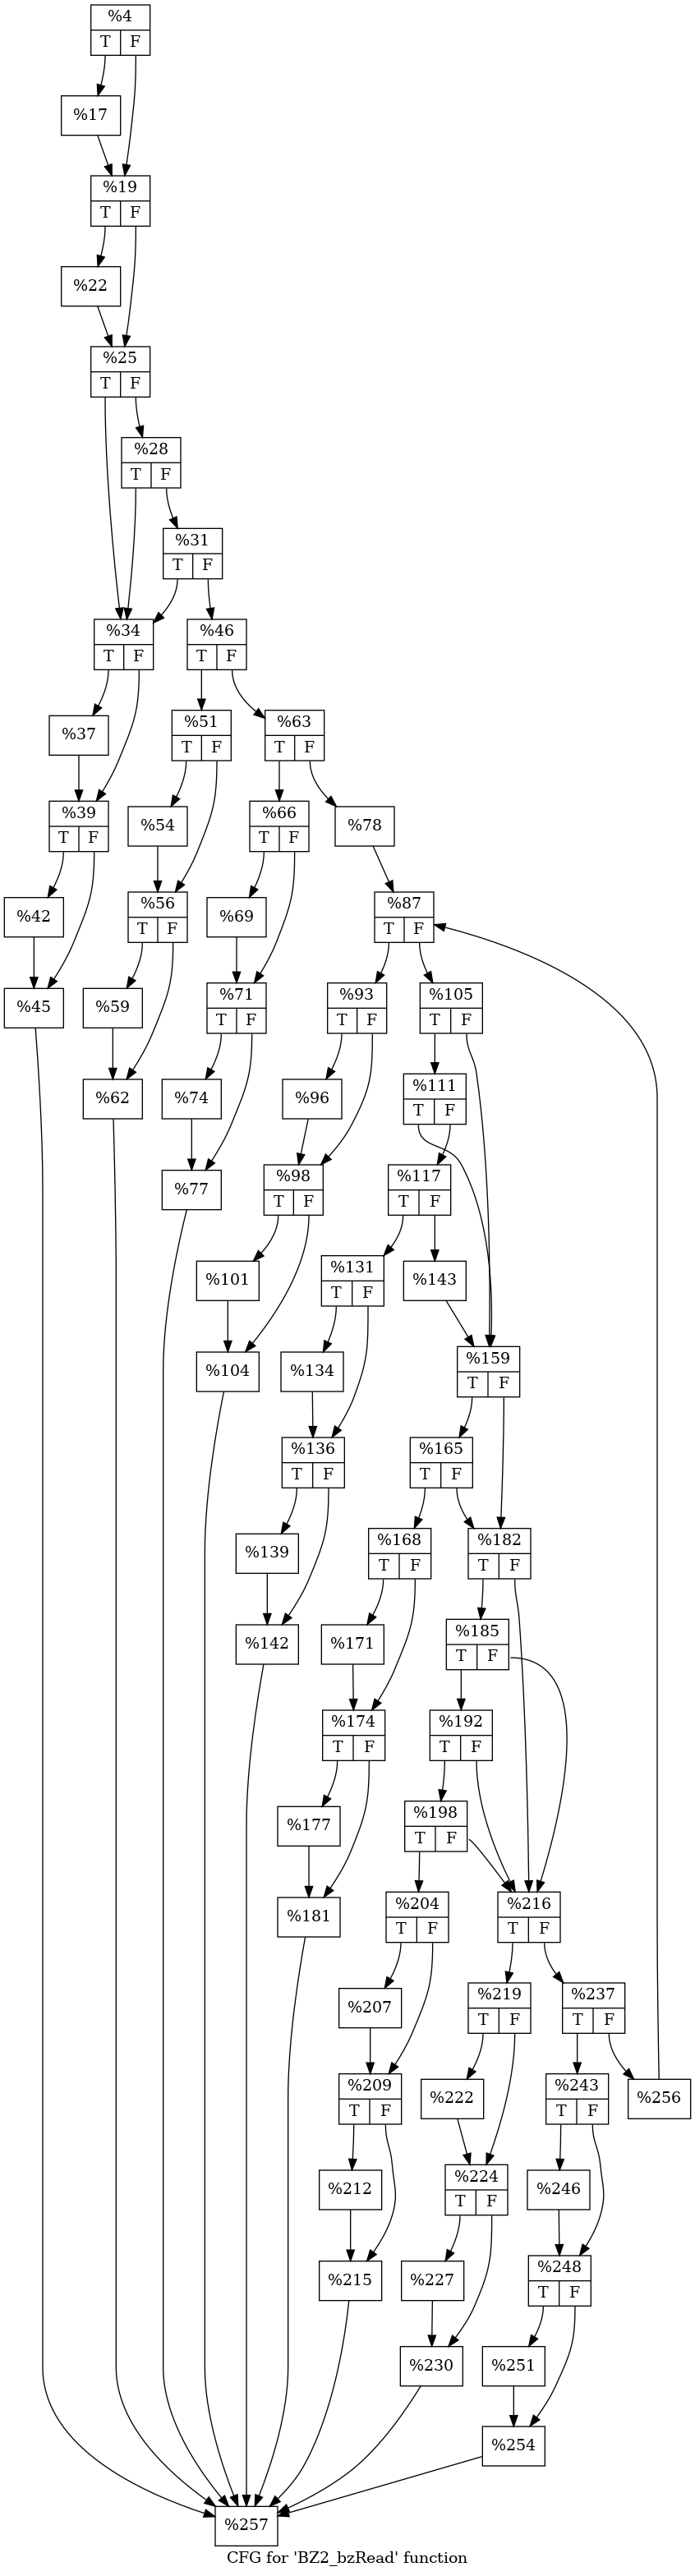 %4
T F
%17
%19
T F
%22
%25
T F
%28
T F
%31
T F
%34
T F
%46
T F
%37
%51
T F
%63
T F
%39
T F
%54
%66
T F
%78
%42
%56
T F
%69
%87
T F
%45
%59
%71
T F
%93
T F
%105
T F
%62
%74
%96
%111
T F
%77
%98
T F
%117
T F
%101
%131
T F
%143
%104
%134
%159
T F
%136
T F
%165
T F
%139
%168
T F
%182
T F
%142
%171
%185
T F
%174
T F
%192
T F
%177
%198
T F
%181
%204
T F
%216
T F
%207
%219
T F
%237
T F
%209
T F
%222
%243
T F
%256
%212
%224
T F
%246
%215
%227
%248
T F
%230
%251
%254
%257
CFG for 'BZ2_bzRead' function